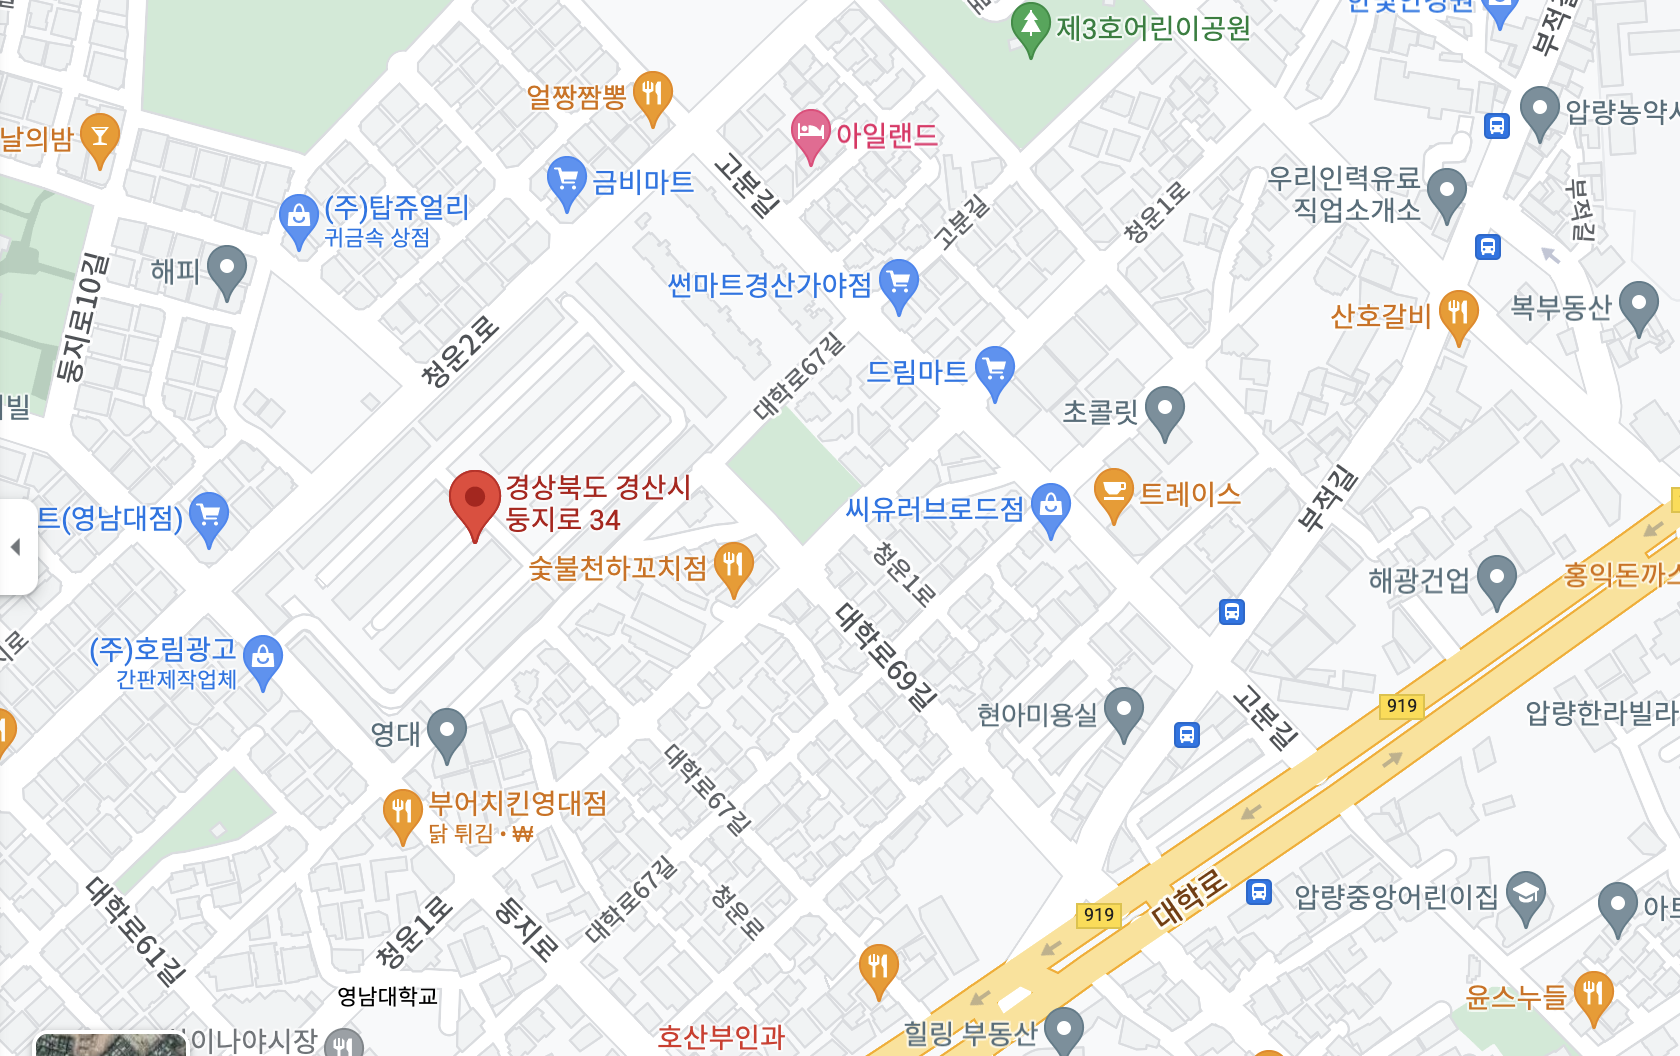 제3호어린이공원
부적길
얼짱짬뽕
날의밤
아일랜드
압량농약사
금비마트
고분길
우리인력유료
직업소개소
(주)탑쥬얼리
귀금속 상점
고분길
청운1로
부적길
해피
둥지로10길
썬마트경산가야점
산호갈비
복부동산
청운2로
대학로67길
드림마트
초콜릿
빌
경상북도 경산시
둥지로 34
트(영남대점)
씨유러브로드점
트레이스
부적길
숯불천하꼬치점
청운1로
해광건업
홍익돈까스
(주)호림광고
간판제작업체
대학로69길
영대
현아미용실
고분길
919
압량한라빌라
대학로67길
부어치킨영대점
닭 튀김 • ₩
대학로61길
청운1로
둥지로
대학로67길
청운로
919
대학로
압량중앙어린이집
아트
영남대학교
윤스누들
이나야시장
호산부인과
힐링 부동산